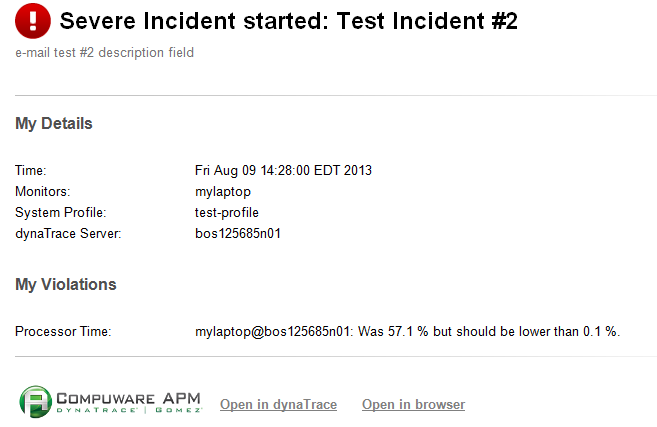 Severe Incident started: Test Incident #2
e-mail test #2 description field
My Details
Time: Fri Aug 09 14:28:00 EDT 2013
Monitors: mylaptop
System Profile: test-profile
dynaTrace Server: bos125685n01
My Violations
Processor Time: mylaptop@bos125685n01: Was 57.1 % but should be lower than 0.1 %.
COMPUWARE APM
DYNATRACE | GOMEZ
Open in dynaTrace Open in browser